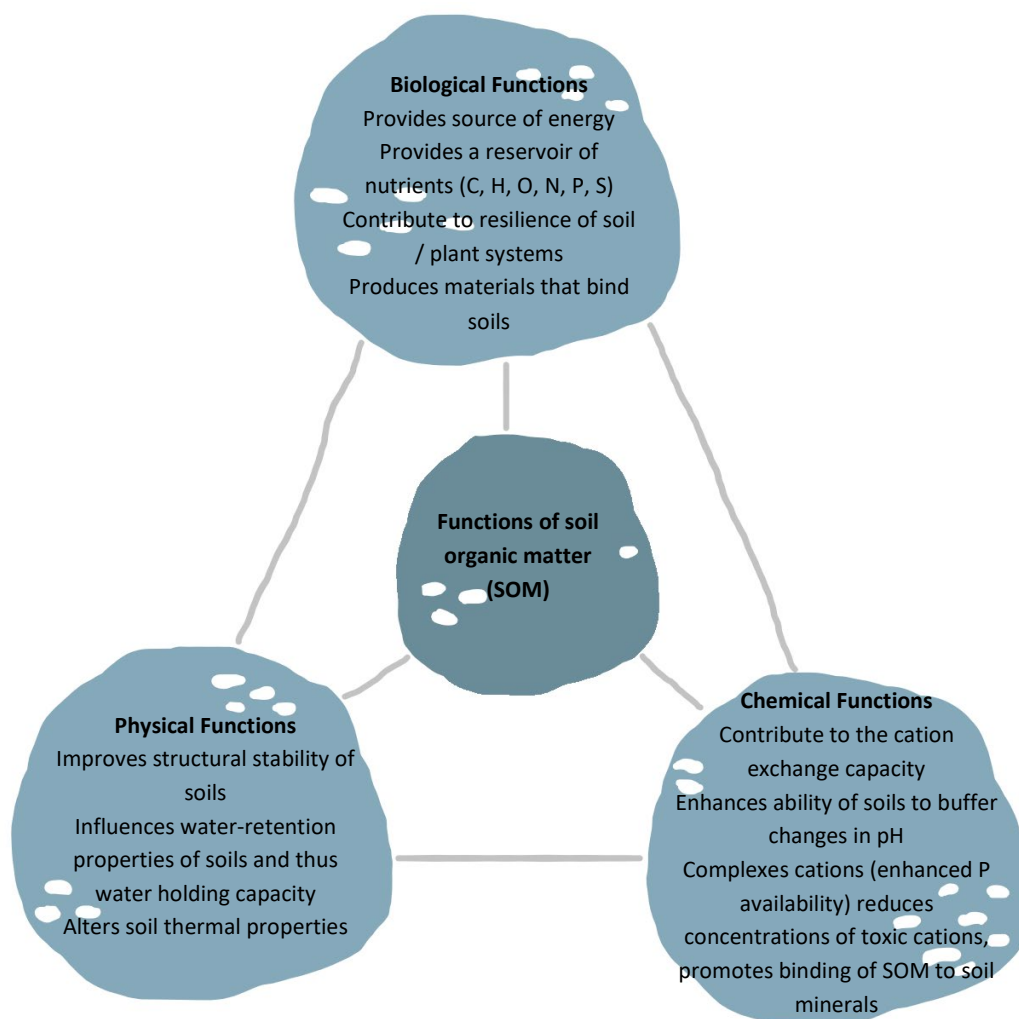 Biological Functions
Provides source of energy
Provides a reservoir of
nutrients (C, H, O, N, P, S)
Contribute to resilience of soil
/ plant systems
Produces materials that bind
soils
Functions of soil
organic matter
(SOM)
Physical Functions
Improves structural stability of
soils
Influences water-retention
properties of soils and thus
water holding capacity
Alters soil thermal properties
Chemical Functions
Contribute to the cation
exchange capacity
Enhances ability of soils to buffer
changes in pH
Complexes cations (enhanced P
availability) reduces
concentrations of toxic cations,
promotes binding of SOM to soil
minerals